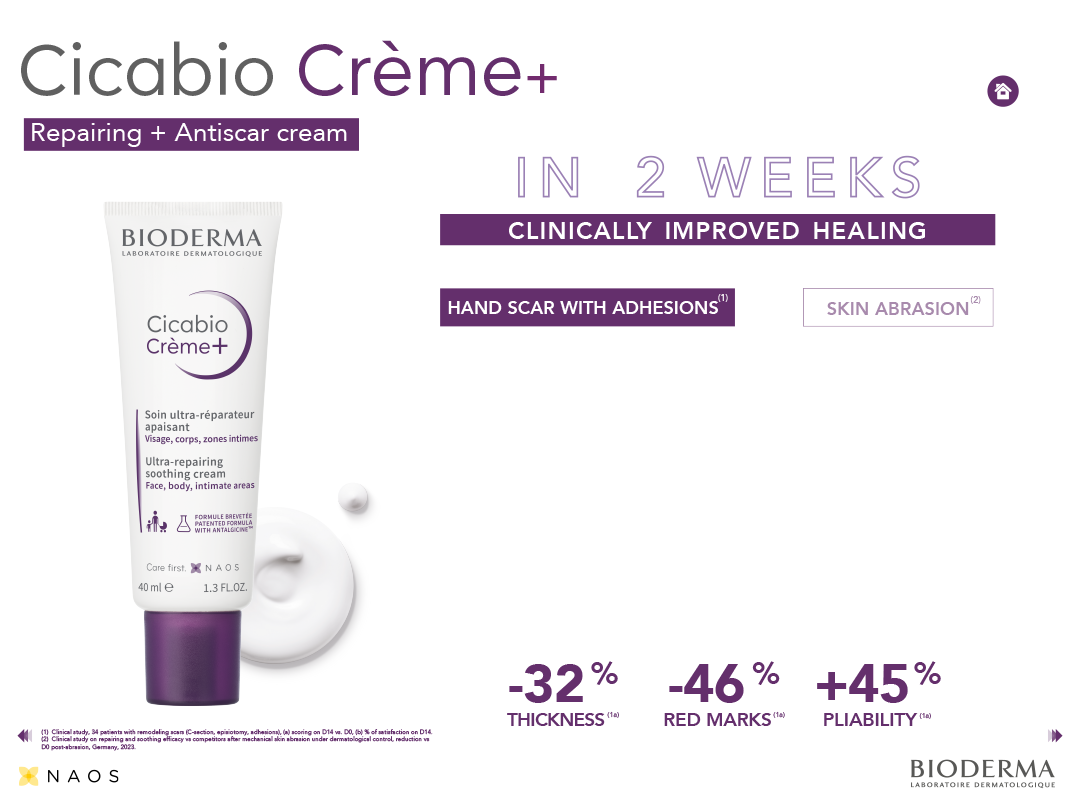 Cicabio Crème+
Repairing + Antiscar cream
IN 2 WEEKS
CLINICALLY IMPROVED HEALING
HAND SCAR WITH ADHESIONS(1)
SKIN ABRASION(2)
BIODERMA
LABORATOIRE DERMATOLOGIQUE
Cicabio
Crème+
Soin ultra-réparateur
apaisant
Visage, corps, zones intimes
Ultra-repairing
soothing cream
Face, body, intimate areas
FORMULE BREVETÉE
PATENTED FORMULA
WITH ANTALGICINE™
Care first. NAOS
40 ml ℮ 1.3 FL.OZ.
-32%
THICKNESS (1a)
-46%
RED MARKS (1a)
+45%
PLIABILITY (1a)
(1) Clinical study, 34 patients with remodeling scars (C-section, episiotomy, adhesions), (a) scoring on D14 vs. D0, (b) % of satisfaction on D14.
(2) Clinical study on repairing and soothing efficacy vs competitors after mechanical skin abrasion under dermatological control, reduction vs
D0 post-abrasion, Germany, 2023.
NAOS
BIODERMA
LABORATOIRE DERMATOLOGIQUE